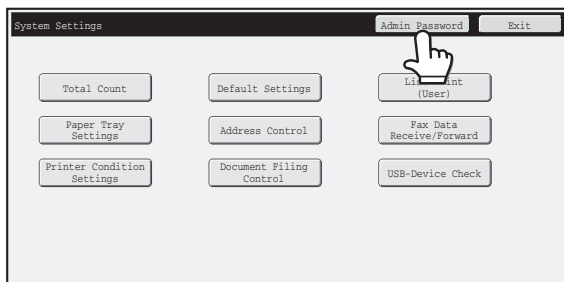 System Settings
Admin Password
Exit
Total Count
Default Settings
(User)
Paper Tray
Settings
Address Control
Fax Data
Receive/Forward
Printer Condition
Settings
Document Filing
Control
USB-Device Check